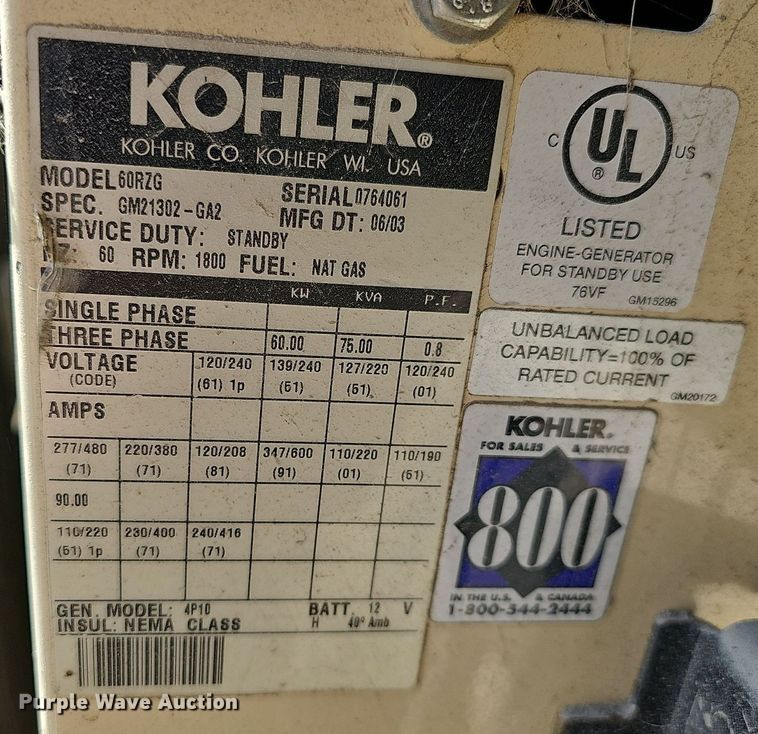 8.8
KOHLER®
KOHLER CO. KOHLER WI. USA
MODEL 60RZG SERIAL 0764061
SPEC. GM21302-GA2 MFG DT: 06/03
SERVICE DUTY: STANDBY
HZ: 60 RPM: 1800 FUEL: NAT GAS
KW KVA P.F.
SINGLE PHASE
THREE PHASE 60.00 75.00 0.8
VOLTAGE 120/240 139/240 127/220 120/240
(CODE) (61) 1p (51) (51) (01)
AMPS
277/480 220/380 120/208 347/600 110/220 110/190
(71) (71) (81) (91) (01) (51)
90.00
110/220 230/400 240/416
(61) 1p (71) (71)
GEN. MODEL: 4P10 BATT. 12 V
INSUL: NEMA CLASS H 40° Amb
C UL® US
LISTED
ENGINE-GENERATOR
FOR STANDBY USE
76VF
GM15296
UNBALANCED LOAD
CAPABILITY=100% OF
RATED CURRENT
GM20172
KOHLER®
FOR SALES & SERVICE
800
IN THE U.S. & CANADA
1-800-544-2444
Purple Wave Auction